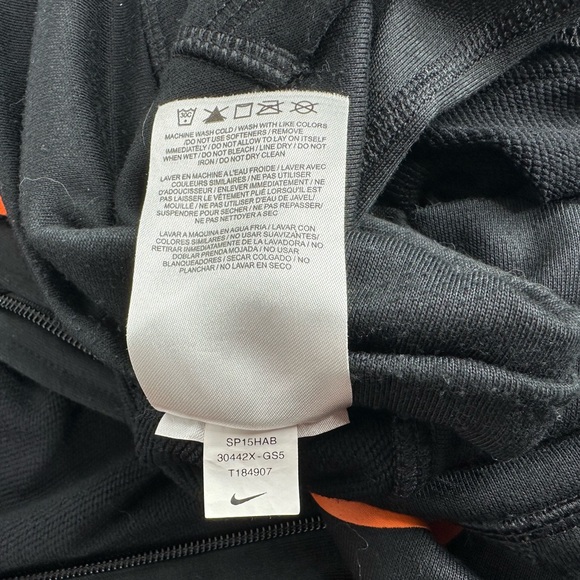 30C
MACHINE WASH COLD/ WASH WITH LIKE COLORS
/DO NOT USE SOFTENERS / REMOVE
IMMEDIATELY / DO NOT ALLOW TO LAY ON ITSELF
WHEN WET / DO NOT BLEACH / LINE DRY / DO NOT
IRON / DO NOT DRY CLEAN
LAVER EN MACHINE A L'EAU FROIDE / LAVER AVEC
COULEURS SIMILAIRES / NE PAS UTILISER
D'ADOUCISSEUR / ENLEVER IMMÉDIATEMENT / NE
PAS LAISSER LE VÊTEMENT PLIÉ LORSQU'IL EST
MOUILLÉ / NE PAS UTILISER D'EAU DE JAVEL/
SUSPENDRE POUR SECHER / NE PAS REPASSER/
NE PAS NETTOYER A SEC
LAVAR A MAQUINA EN AGUA FRIA / LAVAR CON
COLORES SIMILARES / NO USAR SUAVIZANTES/
RETIRAR INMEDIATAMENTE DE LA LAVADORA / NO
DOBLAR PRENDA MOJADA / NO USAR
BLANQUEADORES / SECAR COLGADO / NO
PLANCHAR / NO LAVAR EN SECO
SP15HAB
30442X-GS5
T184907